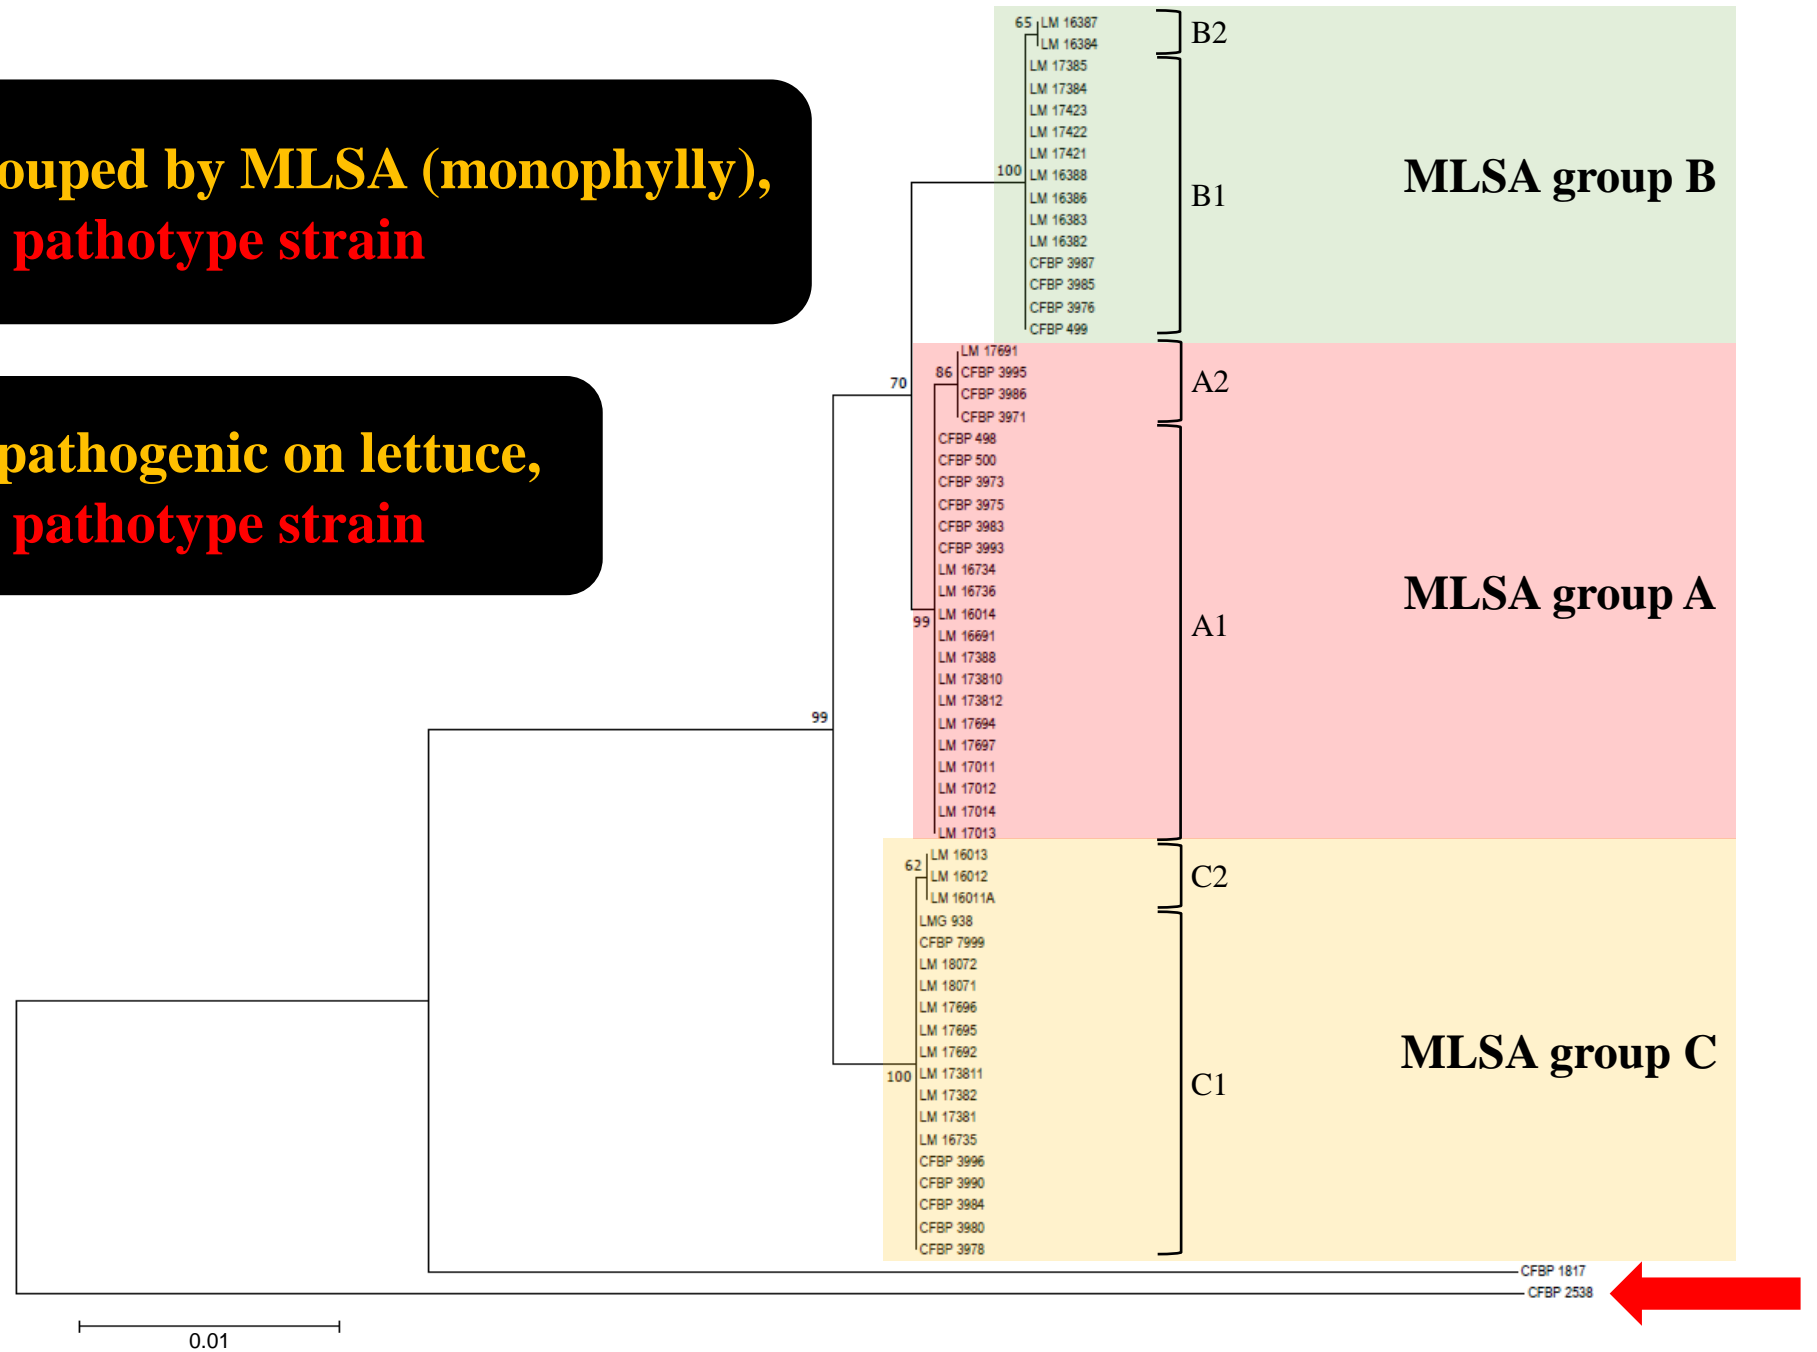 65
LM 16387
LM 16384
B2
LM 17385
LM 17384
LM 17423
LM 17422
LM 17421
100
LM 16388
LM 16386
LM 16383
LM 16382
CFBP 3987
CFBP 3985
CFBP 3976
CFBP 499
B1
MLSA group B
ouped by MLSA (monophylly),
pathotype strain
pathogenic on lettuce,
pathotype strain
70
LM 17691
86
CFBP 3995
CFBP 3986
CFBP 3971
A2
CFBP 498
CFBP 500
CFBP 3973
CFBP 3975
CFBP 3983
CFBP 3993
LM 16734
LM 16736
LM 16014
99
LM 16691
LM 17388
LM 173810
LM 173812
LM 17694
LM 17697
LM 17011
LM 17012
LM 17014
LM 17013
A1
MLSA group A
99
62
LM 16013
LM 16012
LM 16011A
C2
LMG 938
CFBP 7999
LM 18072
LM 18071
LM 17696
LM 17695
LM 17692
100
LM 173811
LM 17382
LM 17381
LM 16735
CFBP 3996
CFBP 3990
CFBP 3984
CFBP 3980
CFBP 3978
C1
MLSA group C
CFBP 1817
CFBP 2538
0.01